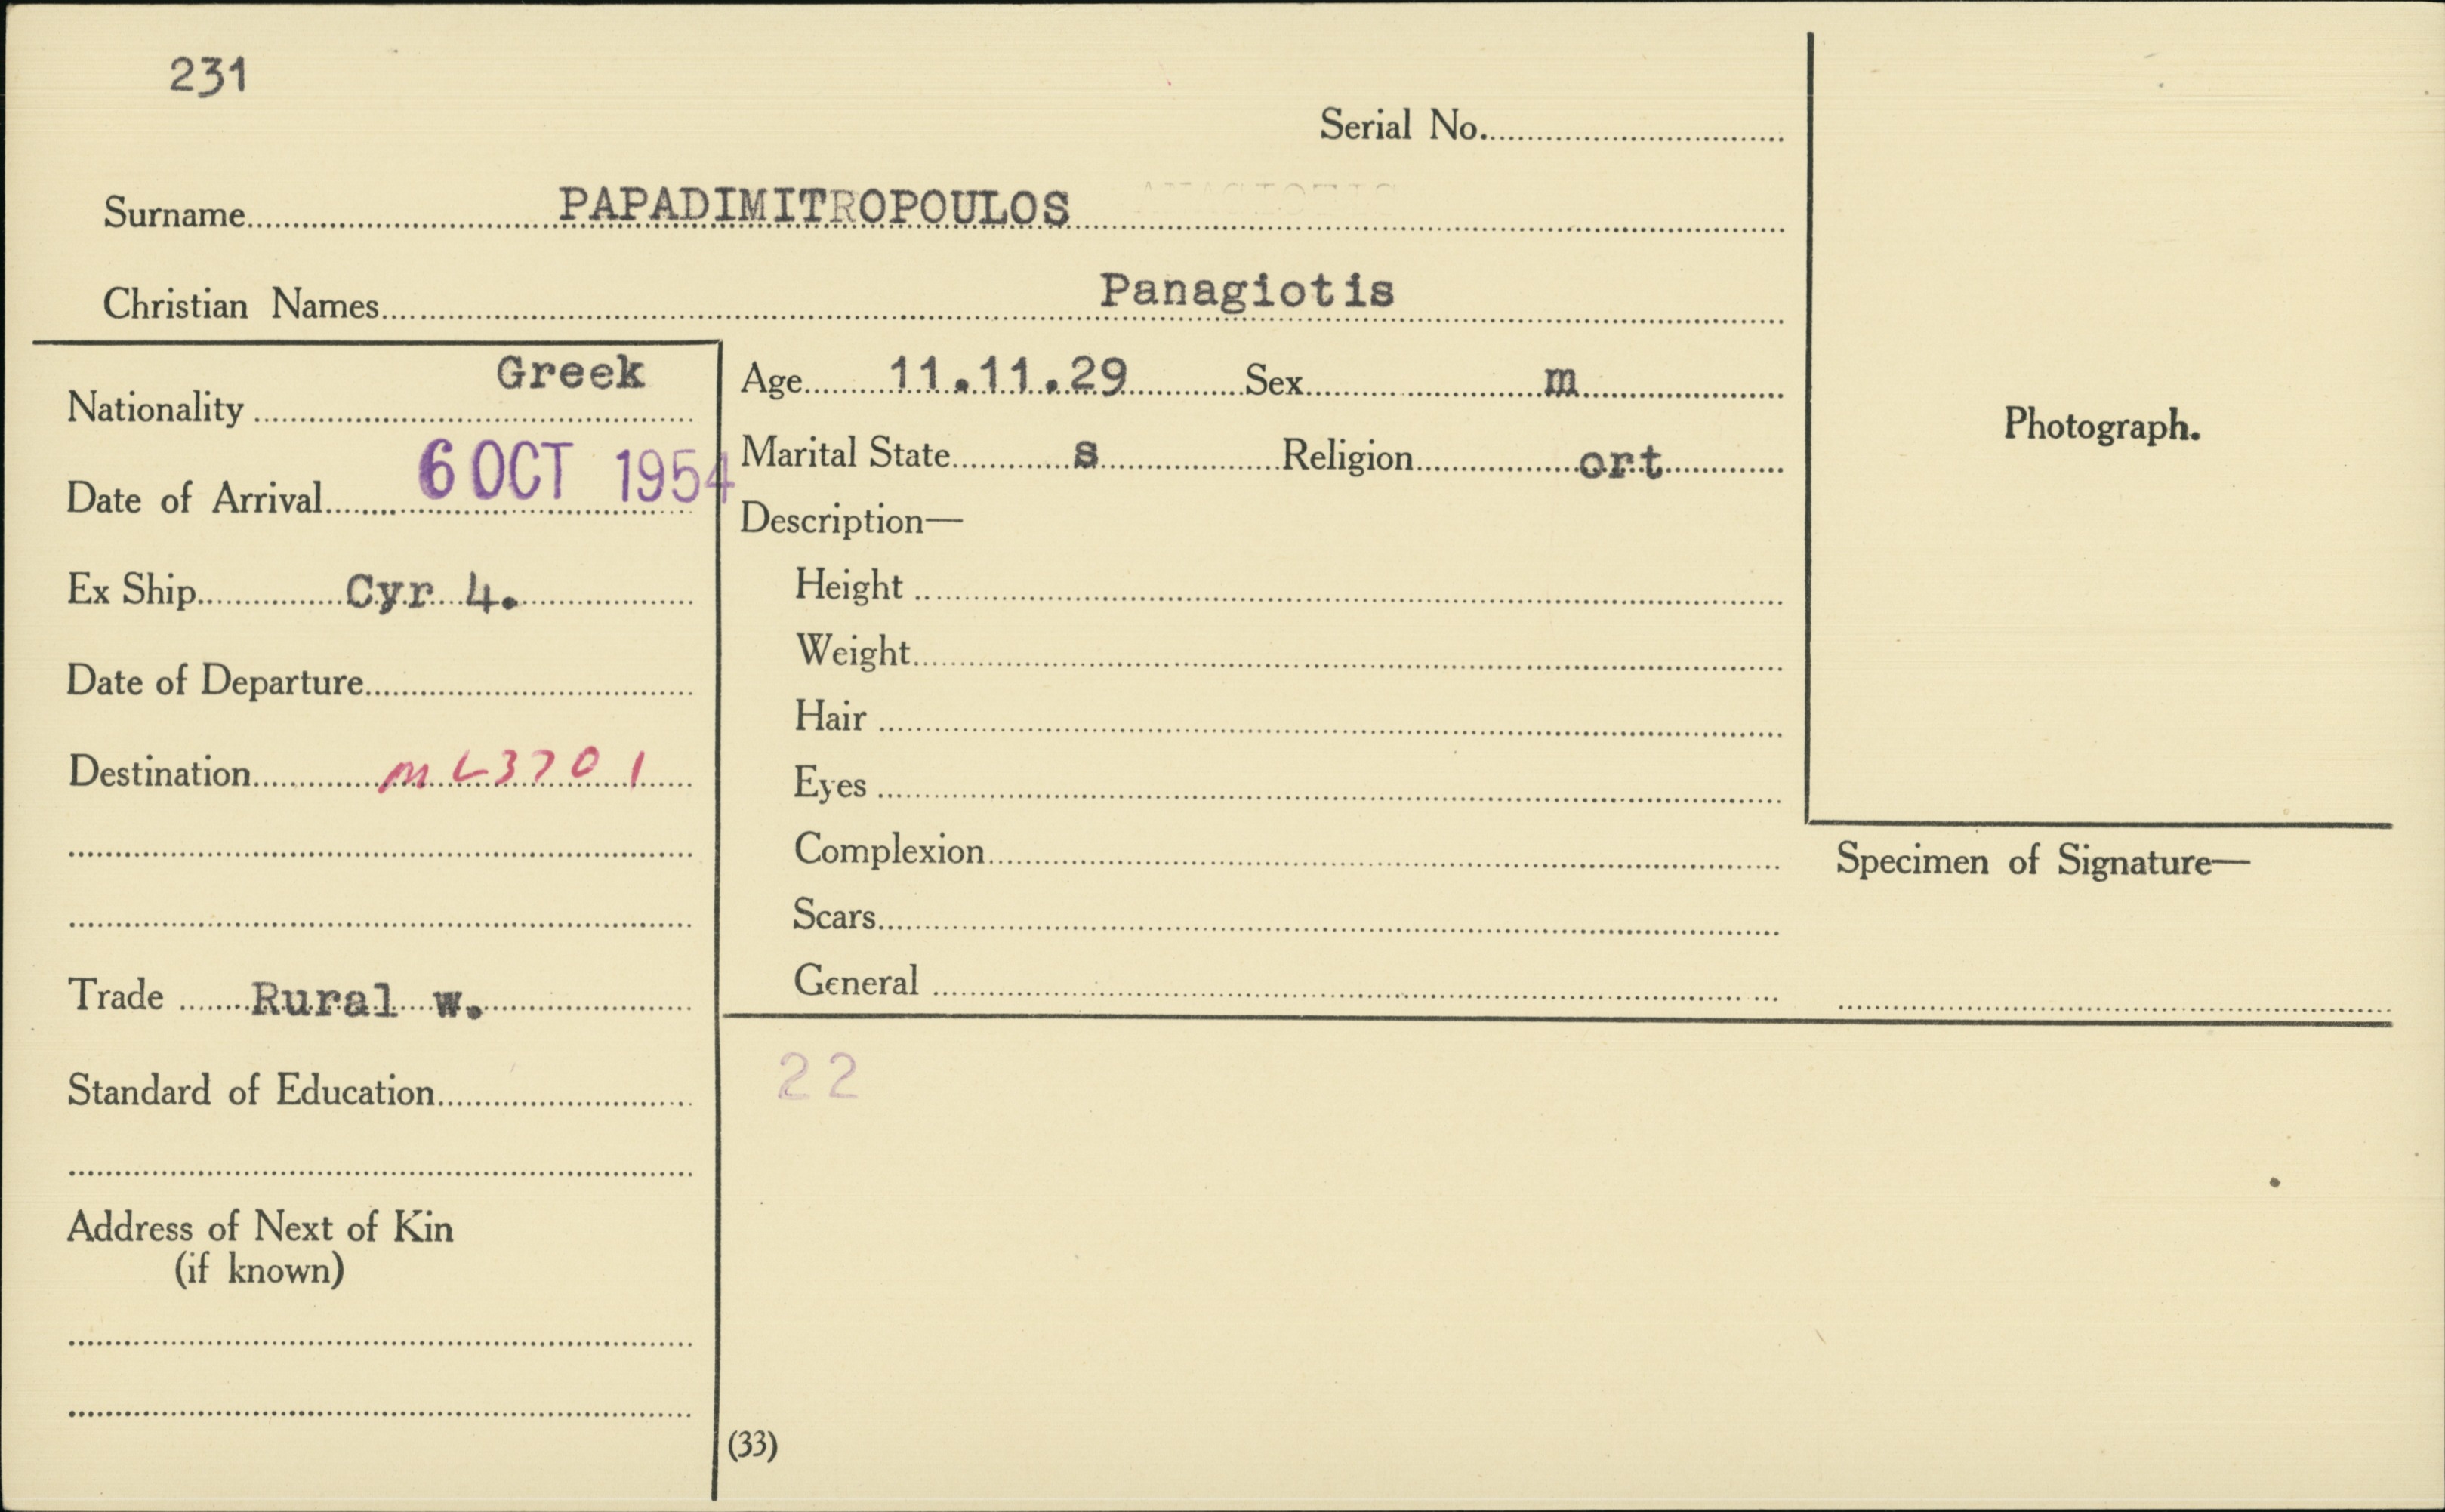 231
Serial No.
Surname PAPADIMITROPOULOS
Christian Names Panagiotis
Nationality Greek
Date of Arrival 6 OCT 1954
Ex Ship Cyr 4.
Date of Departure
Destination ML3701
Trade Rural w.
Standard of Education
Address of Next of Kin
(if known)
Age 11.11.29 Sex m
Marital State s Religion ort
Description—
Height
Weight
Hair
Eyes
Complexion
Scars
General
22
(33)
Photograph.
Specimen of Signature—